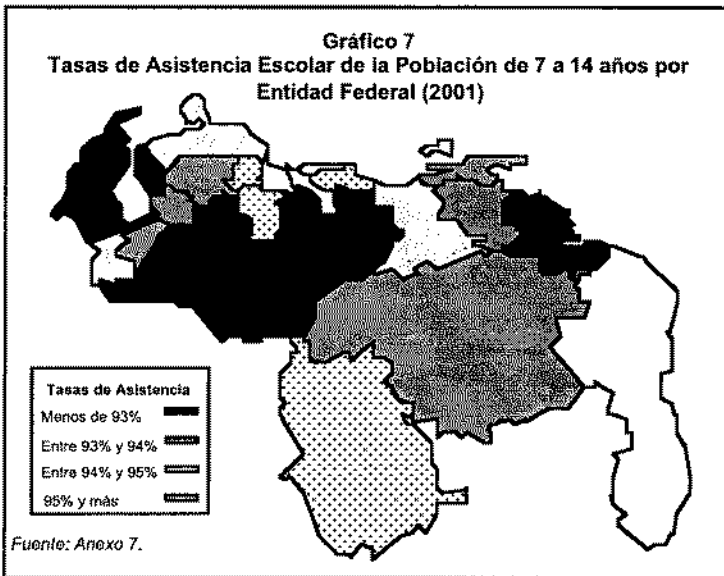 Gráfico 7
Tasas de Asistencia Escolar de la Población de 7 a 14 años por
Entidad Federal (2001)
Tasas de Asistencia
Menos de 93%
Entre 93% y 94%
Entre 94% y 95%
95% y más
Fuente: Anexo 7.